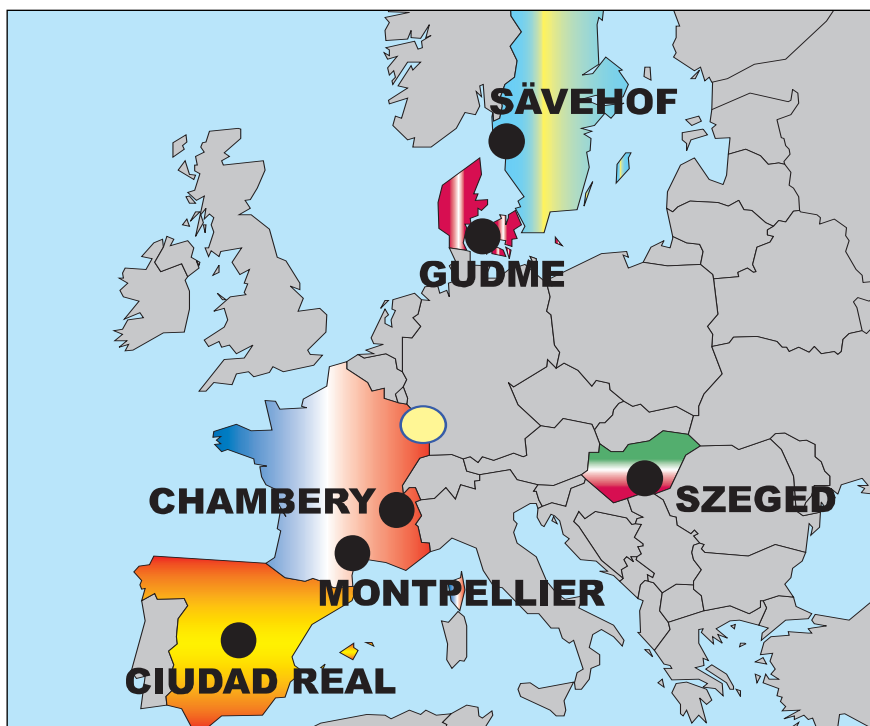 SÄVEHOF
GUDME
CHAMBERY
SZEGED
MONTPELLIER
CIUDAD REAL